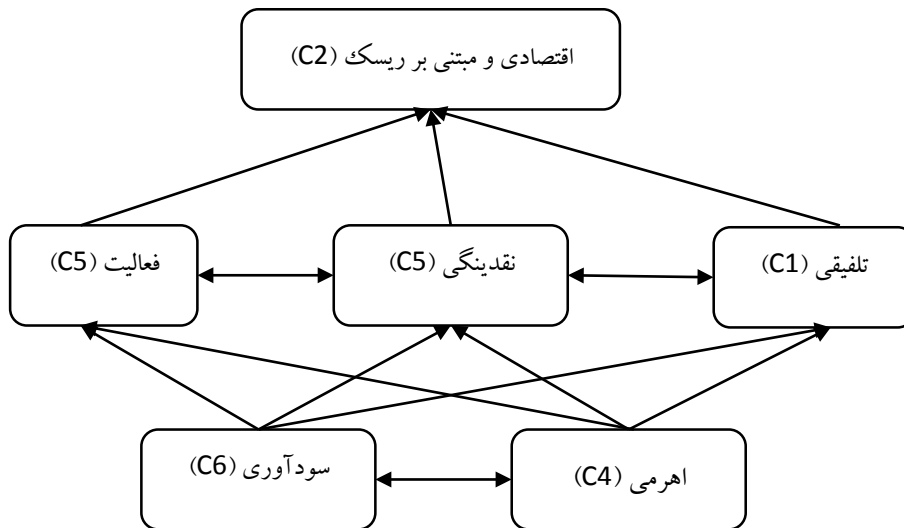 اقتصادی و مبتنی بر ریسک (C2)
تلفیقی (C1)
نقدینگی (C5)
فعالیت (C5)
اهرمی (C4)
سودآوری (C6)